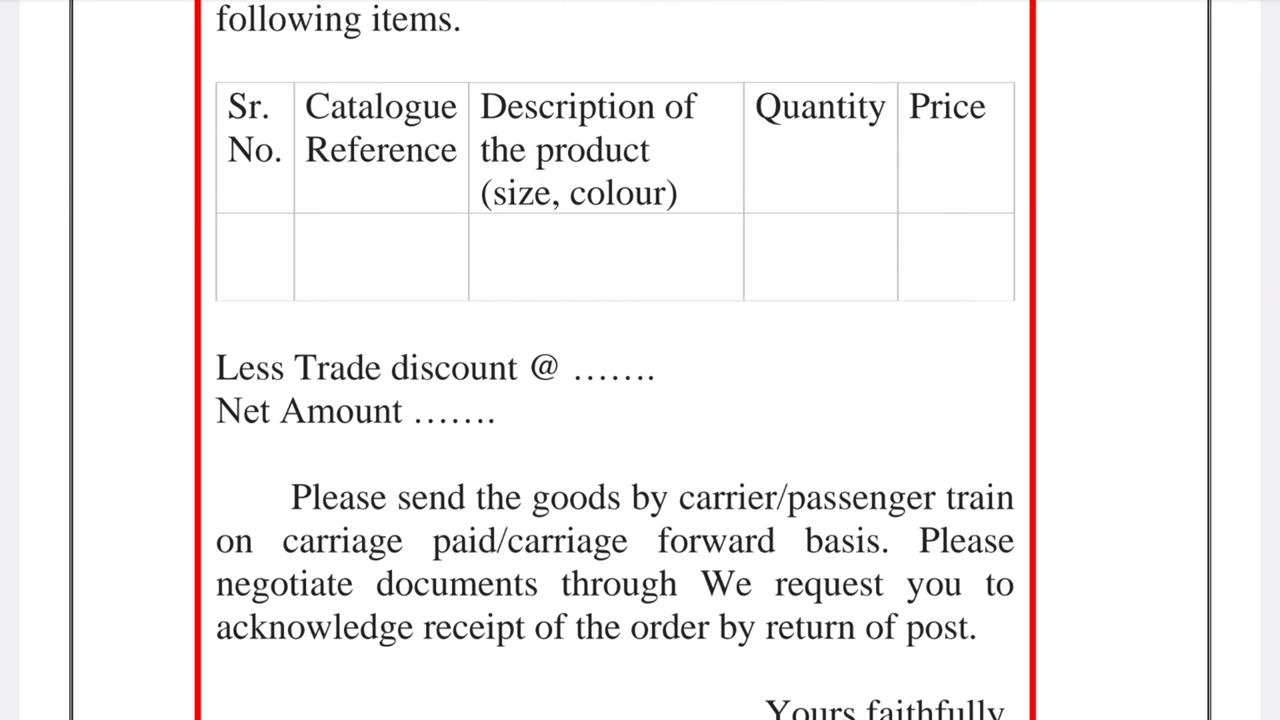 following items.
Sr. No. Catalogue Reference Description of the product (size, colour) Quantity Price
Less Trade discount @ …….
Net Amount …….
Please send the goods by carrier/passenger train
on carriage paid/carriage forward basis. Please
negotiate documents through We request you to
acknowledge receipt of the order by return of post.
Yours faithfully